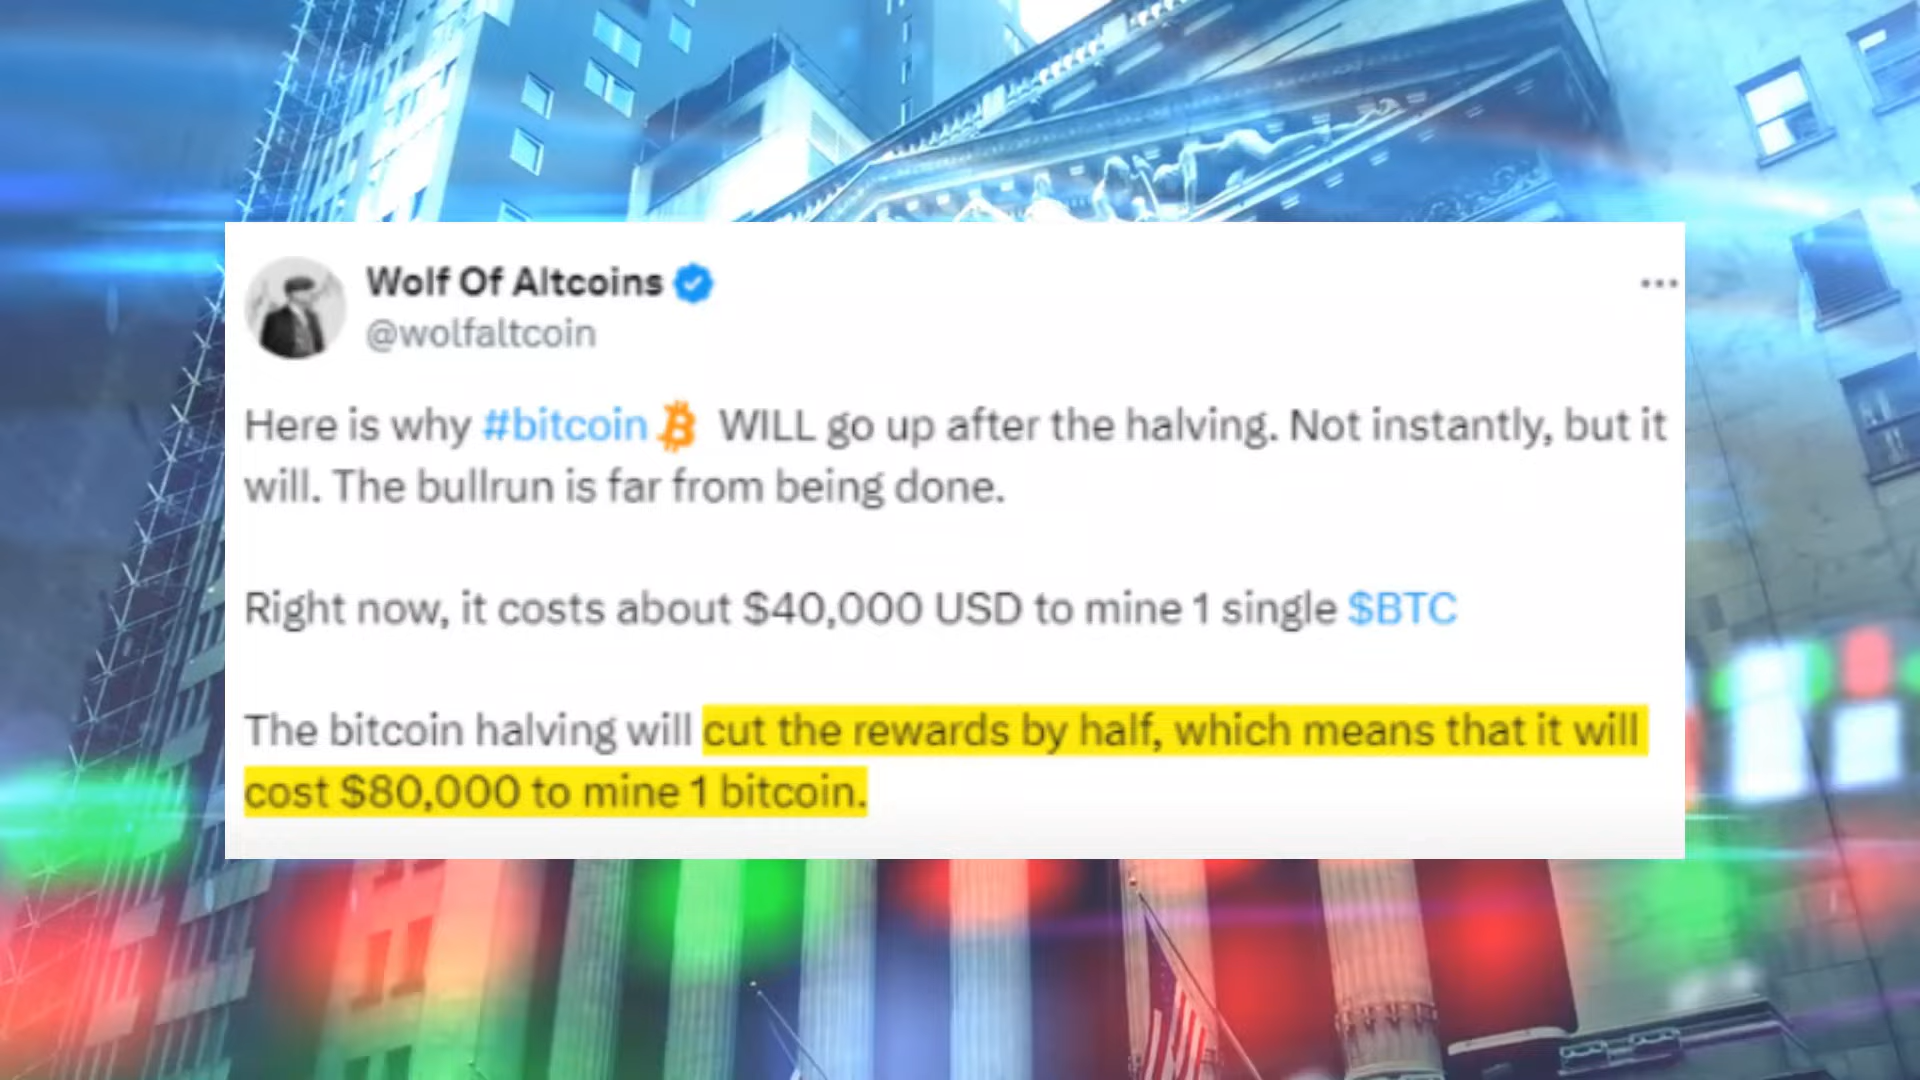 Wolf Of Altcoins
@wolfaltcoin
Here is why #bitcoin WILL go up after the halving. Not instantly, but it
will. The bullrun is far from being done.
Right now, it costs about $40,000 USD to mine 1 single $BTC
The bitcoin halving will cut the rewards by half, which means that it will
cost $80,000 to mine 1 bitcoin.